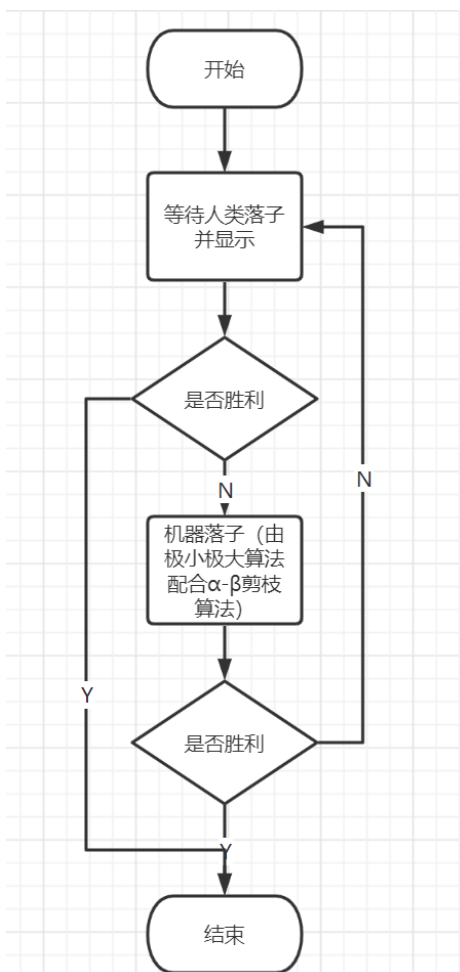 开始
等待人类落子
并显示
是否胜利
N
N
机器落子（由
极小极大算法
配合α-β剪枝
算法）
Y
是否胜利
Y
结束